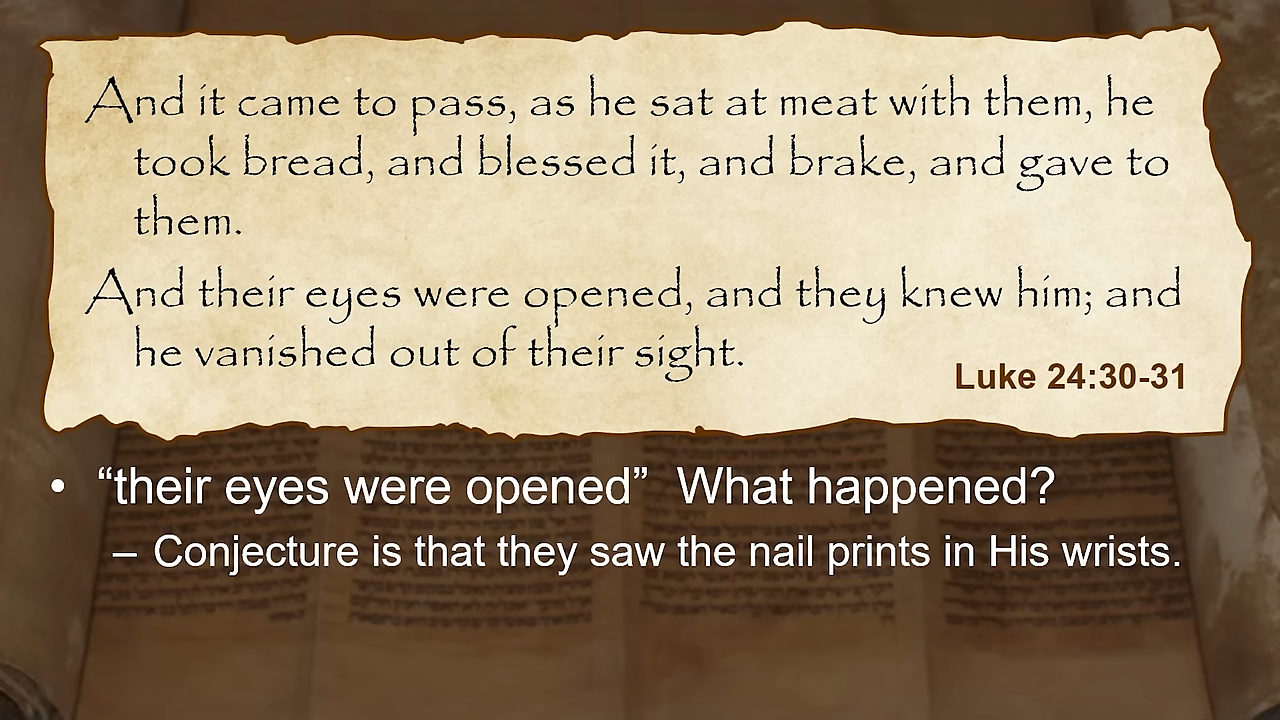 And it came to pass, as he sat at meat with them, he
took bread, and blessed it, and brake, and gave to
them.
And their eyes were opened, and they knew him; and
he vanished out of their sight.
Luke 24:30-31
• “their eyes were opened”  What happened?
– Conjecture is that they saw the nail prints in His wrists.